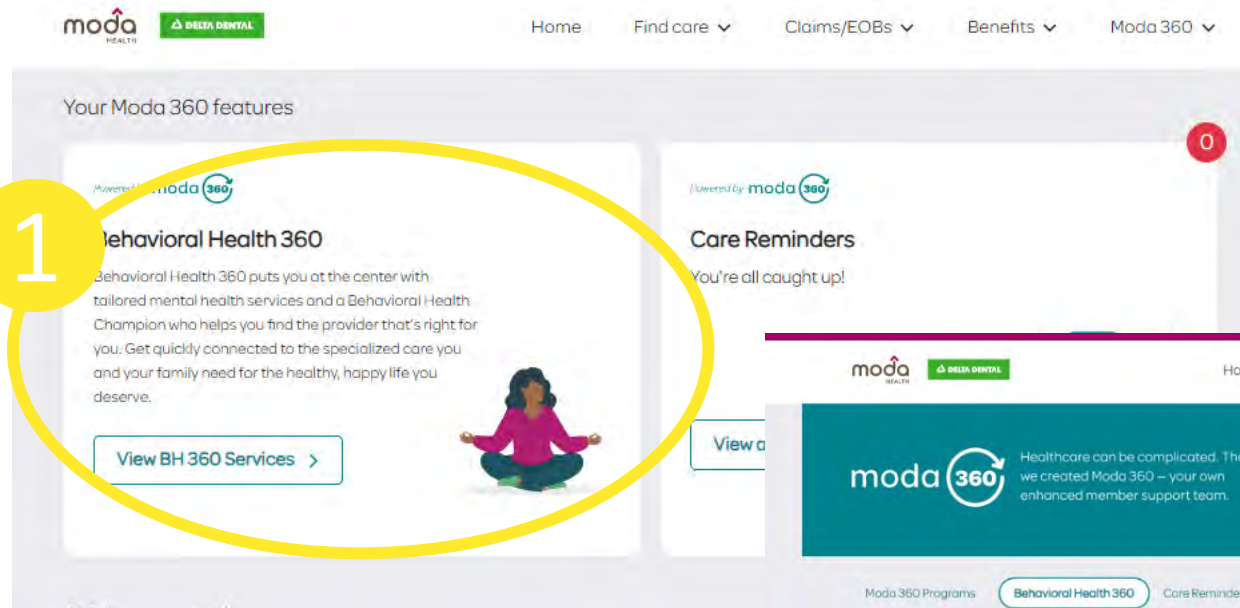 moda
HEALTH
DELTA DENTAL
Home Find care Claims/EOBs Benefits Moda 360
Your Moda 360 features
0
moda 360
Powered by moda 360
1
Behavioral Health 360
Care Reminders
Behavioral Health 360 puts you at the center with
tailored mental health services and a Behavioral Health
Champion who helps you find the provider that's right for
you. Get quickly connected to the specialized care you
and your family need for the healthy, happy life you
deserve.
You're all caught up!
View BH 360 Services >
View a
moda
HEALTH
DELTA DENTAL
Ho
moda 360
Healthcare can be complicated. The
we created Moda 360 – your own
enhanced member support team.
Moda 360 Programs Behavioral Health 360 Care Reminde